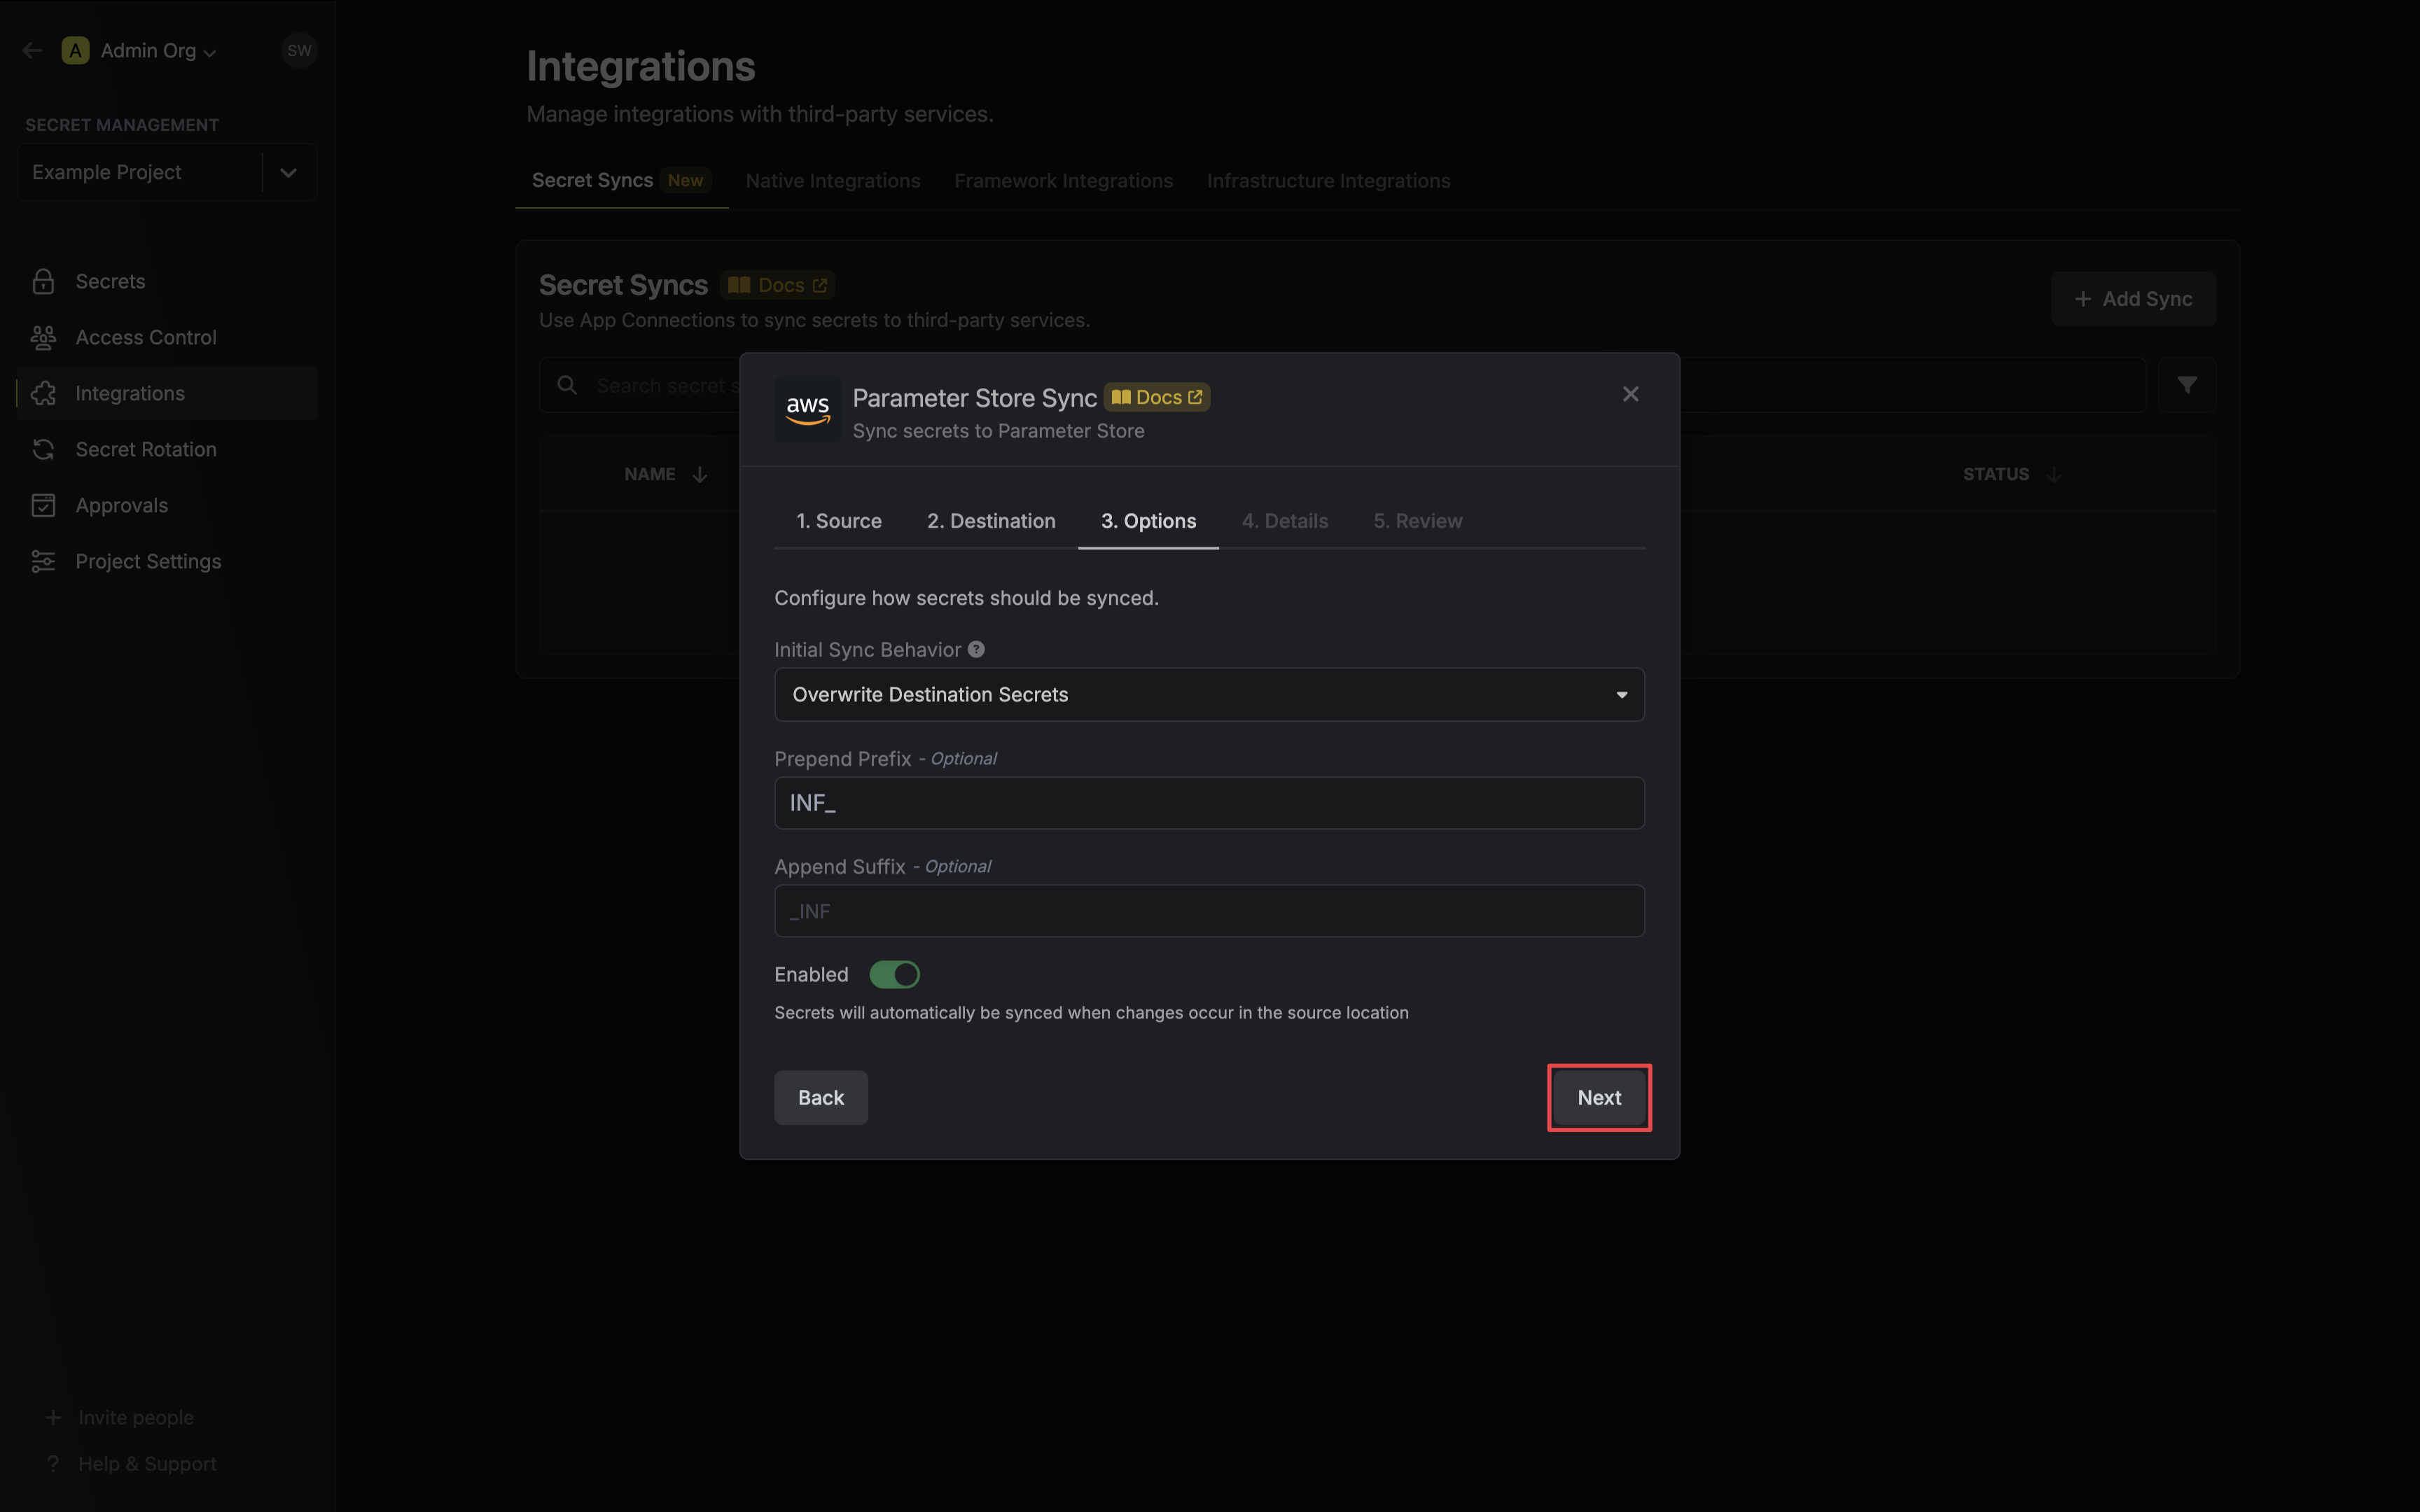 A Admin Org
SW
SECRET MANAGEMENT
Example Project
Secrets
Access Control
Integrations
Secret Rotation
Approvals
Project Settings
+ Invite people
? Help & Support
Integrations
Manage integrations with third-party services.
Secret Syncs New Native Integrations Framework Integrations Infrastructure Integrations
Secret Syncs Docs
Use App Connections to sync secrets to third-party services.
+ Add Sync
Search secret s
NAME
STATUS
aws
Parameter Store Sync Docs
Sync secrets to Parameter Store
1. Source 2. Destination 3. Options 4. Details 5. Review
Configure how secrets should be synced.
Initial Sync Behavior ?
Overwrite Destination Secrets
Prepend Prefix - Optional
INF_
Append Suffix - Optional
_INF
Enabled
Secrets will automatically be synced when changes occur in the source location
Back Next